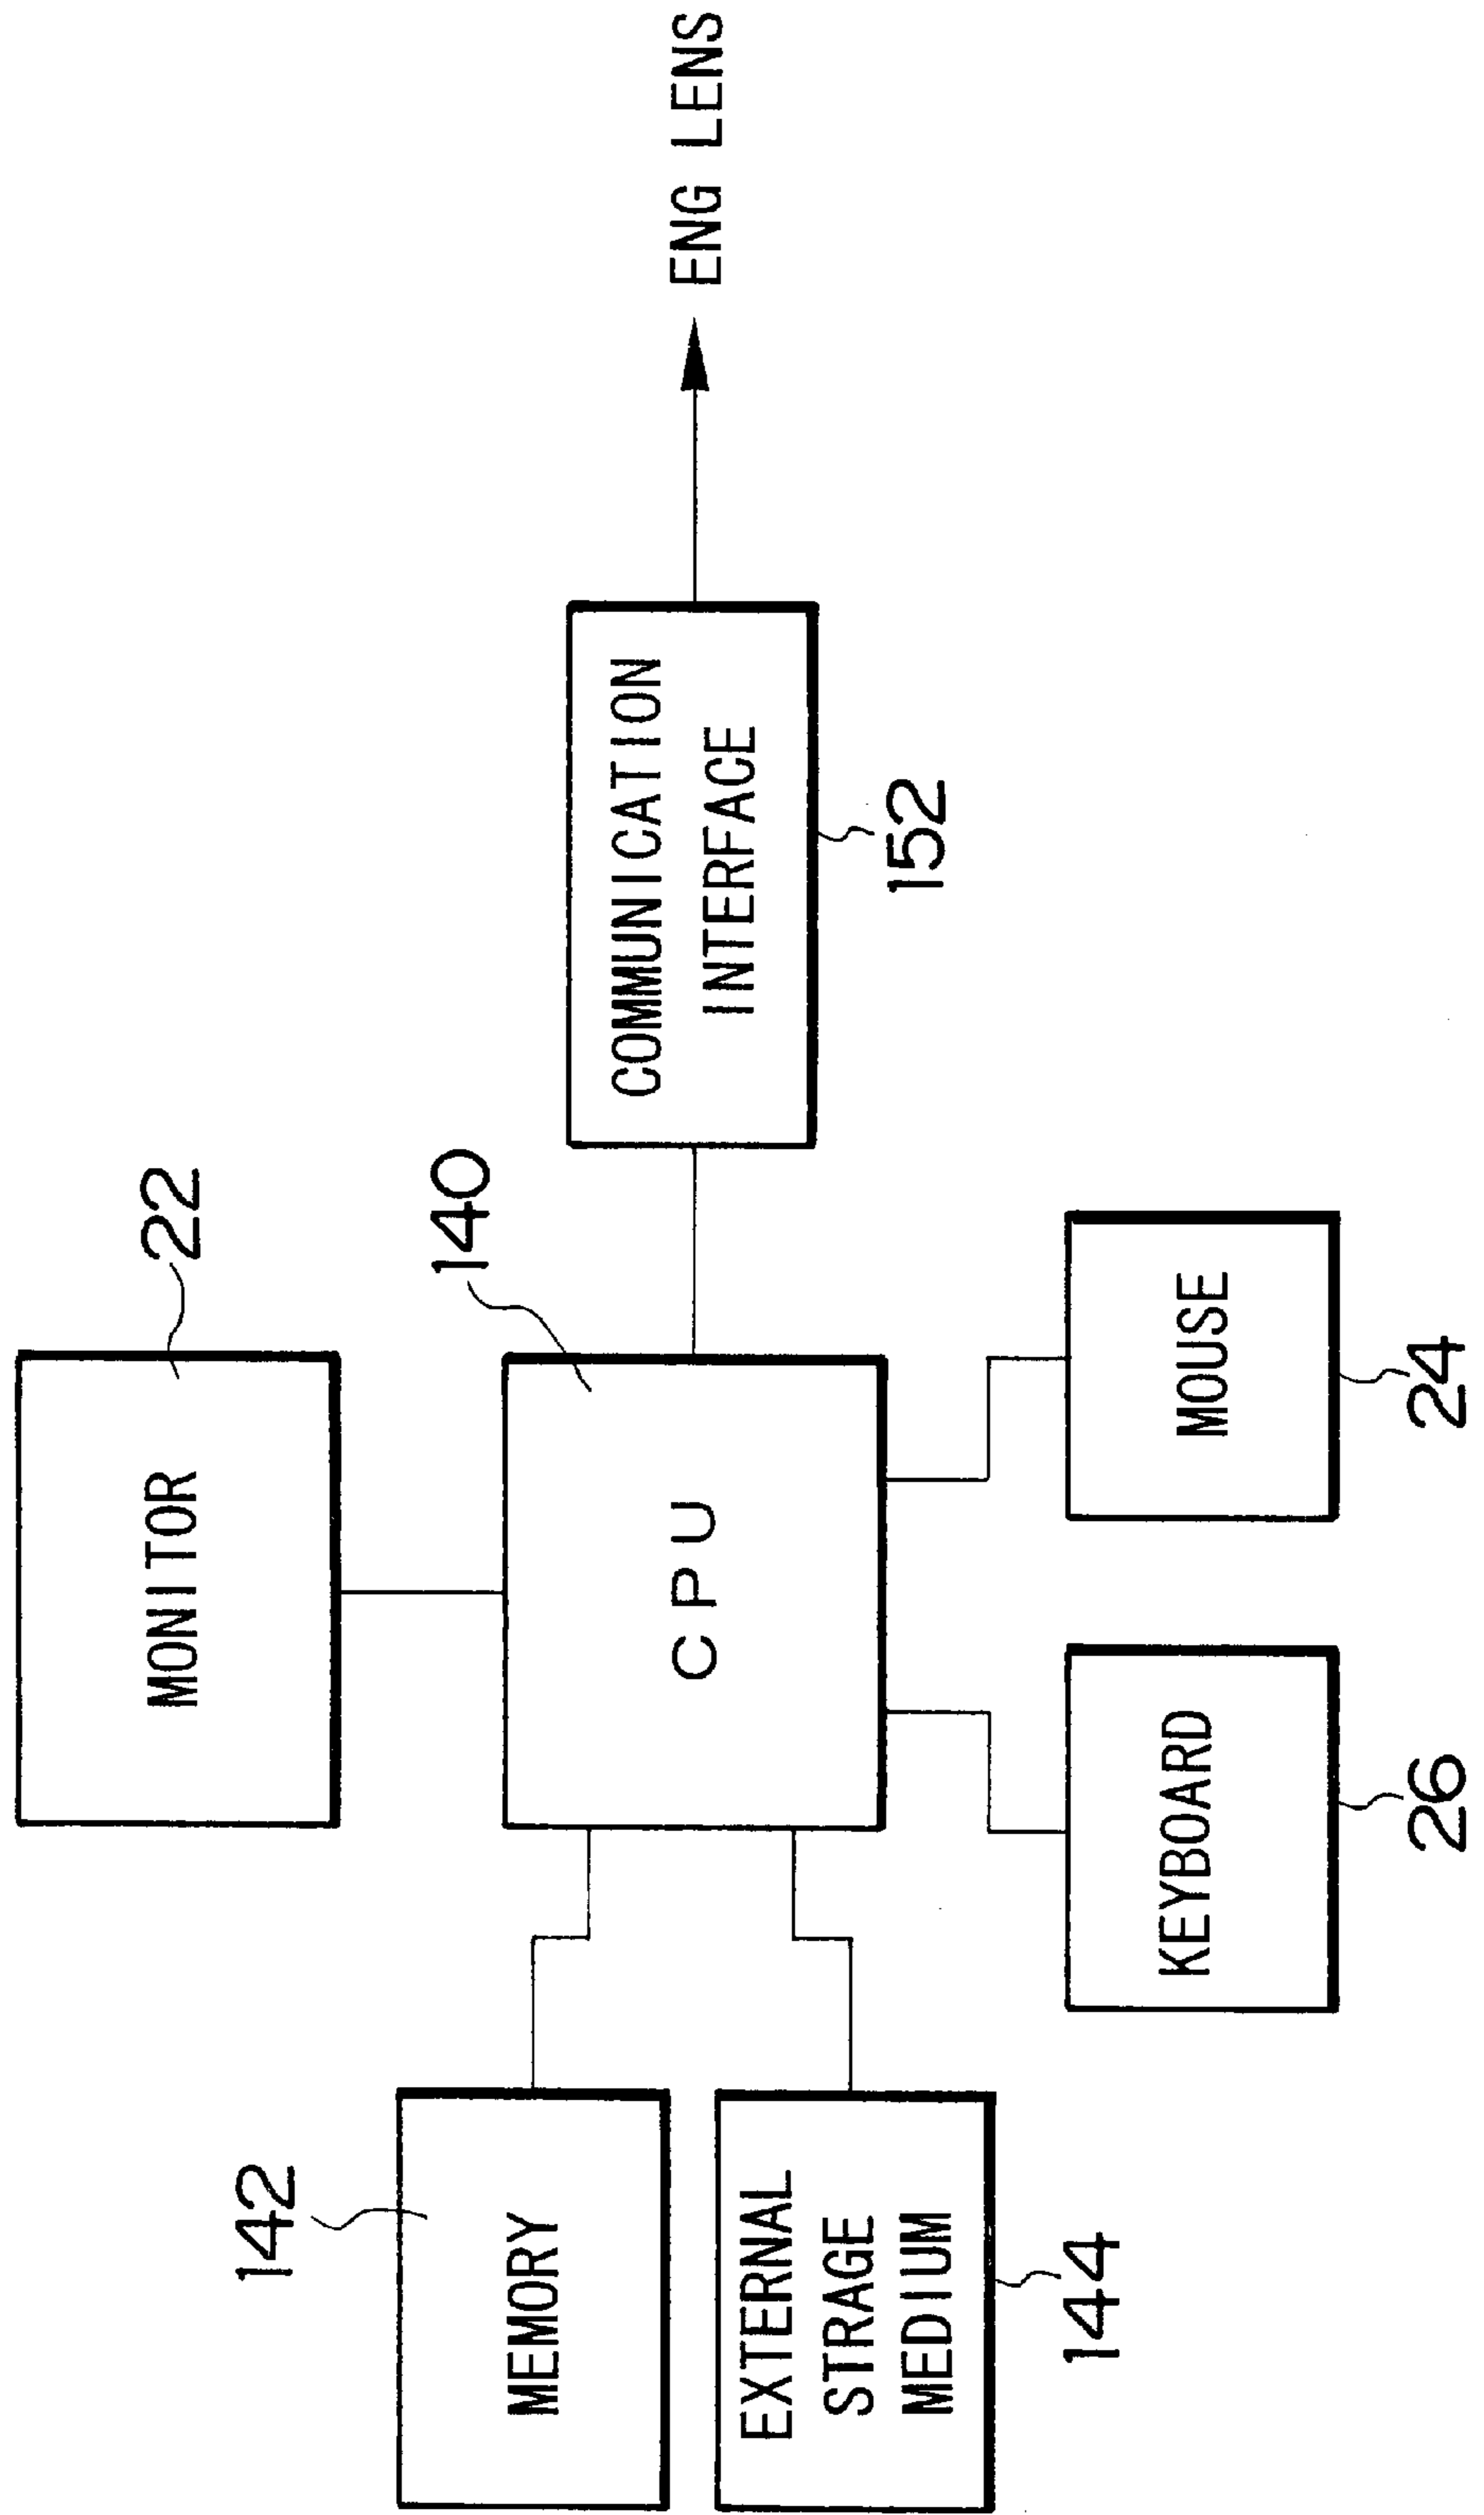 22
MONITOR
140
142
MEMORY
CPU
COMMUNICATION
INTERFACE
ENG LENS
152
EXTERNAL
STRAGE
MEDIUM
144
KEYBOARD
26
MOUSE
24